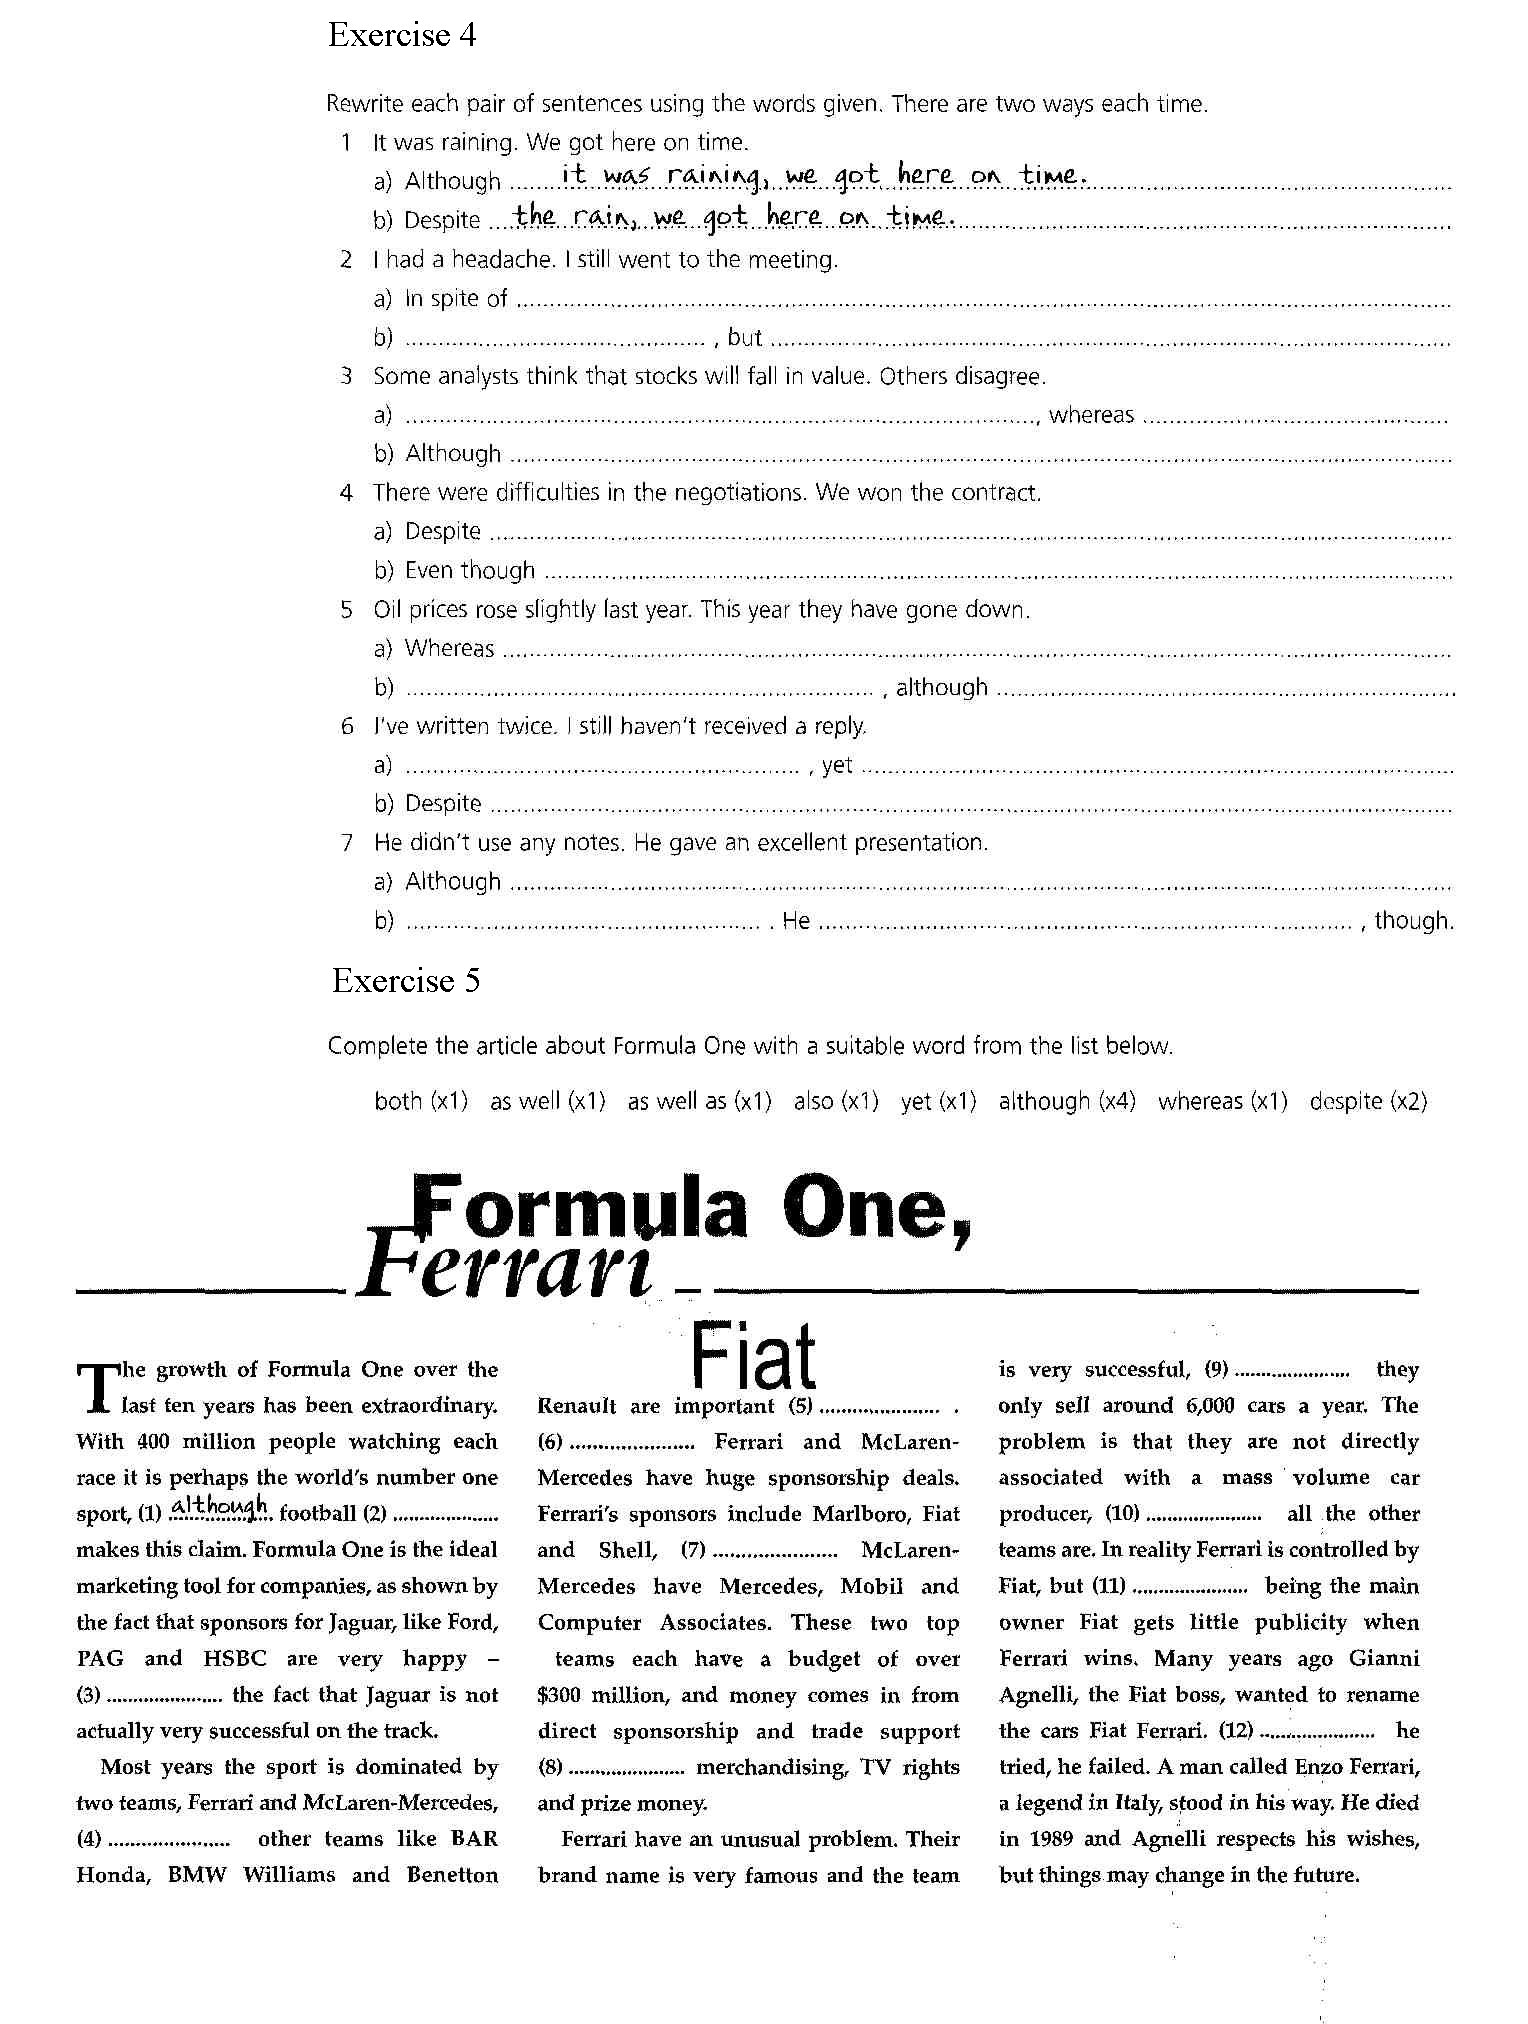 Exercise 4
Rewrite each pair of sentences using the words given. There are two ways each time.
1 It was raining. We got here on time.
a) Although ........ it was raining, we got here on time. ........
b) Despite .... the rain, we got here on time. ........
2 I had a headache. I still went to the meeting.
a) In spite of ........
b) ........ , but ........
3 Some analysts think that stocks will fall in value. Others disagree.
a) ........ , whereas ........
b) Although ........
4 There were difficulties in the negotiations. We won the contract.
a) Despite ........
b) Even though ........
5 Oil prices rose slightly last year. This year they have gone down.
a) Whereas ........
b) ........ , although ........
6 I've written twice. I still haven't received a reply.
a) ........ , yet ........
b) Despite ........
7 He didn't use any notes. He gave an excellent presentation.
a) Although ........
b) ........ . He ........ , though.
Exercise 5
Complete the article about Formula One with a suitable word from the list below.
both (x1) as well (x1) as well as (x1) also (x1) yet (x1) although (x4) whereas (x1) despite (x2)
Formula One,
Ferrari –
Fiat
The growth of Formula One over the
last ten years has been extraordinary.
With 400 million people watching each
race it is perhaps the world's number one
sport, (1) although football (2) ........
makes this claim. Formula One is the ideal
marketing tool for companies, as shown by
the fact that sponsors for Jaguar, like Ford,
PAG and HSBC are very happy –
(3) ........ the fact that Jaguar is not
actually very successful on the track.
Most years the sport is dominated by
two teams, Ferrari and McLaren-Mercedes,
(4) ........ other teams like BAR
Honda, BMW Williams and Benetton
Renault are important (5) ........ .
(6) ........ Ferrari and McLaren-
Mercedes have huge sponsorship deals.
Ferrari's sponsors include Marlboro, Fiat
and Shell, (7) ........ McLaren-
Mercedes have Mercedes, Mobil and
Computer Associates. These two top
teams each have a budget of over
$300 million, and money comes in from
direct sponsorship and trade support
(8) ........ merchandising, TV rights
and prize money.
Ferrari have an unusual problem. Their
brand name is very famous and the team
is very successful, (9) ........ they
only sell around 6,000 cars a year. The
problem is that they are not directly
associated with a mass volume car
producer, (10) ........ all the other
teams are. In reality Ferrari is controlled by
Fiat, but (11) ........ being the main
owner Fiat gets little publicity when
Ferrari wins. Many years ago Gianni
Agnelli, the Fiat boss, wanted to rename
the cars Fiat Ferrari. (12) ........ he
tried, he failed. A man called Enzo Ferrari,
a legend in Italy, stood in his way. He died
in 1989 and Agnelli respects his wishes,
but things may change in the future.